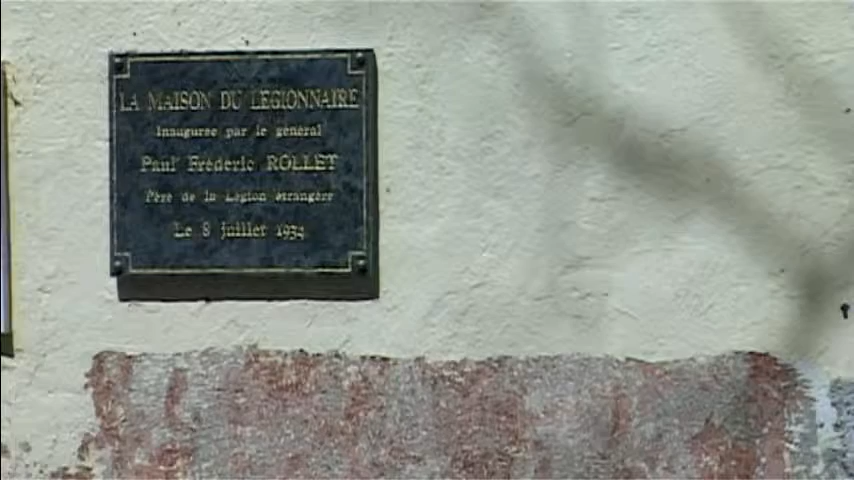 LA MAISON DU LEGIONNAIRE
Inaugurée par le général
Paul Frédéric ROLLET
Père de la Légion étrangère
Le 8 juillet 1934